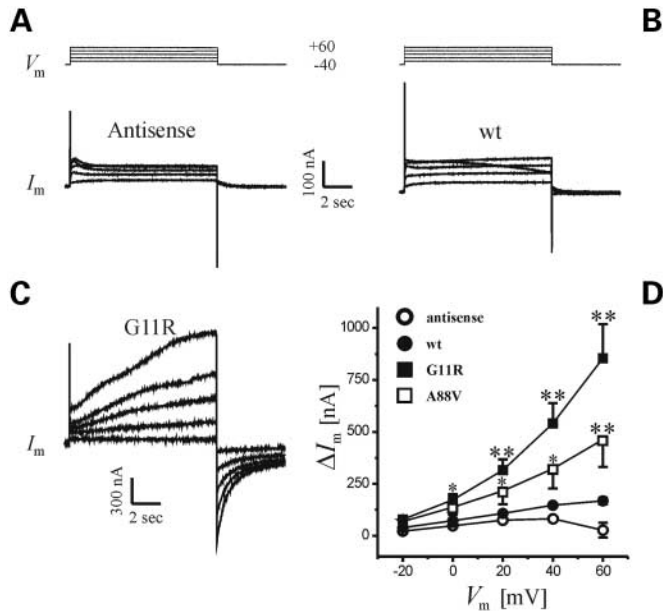 A
B
+60
-40
Vm
Antisense
wt
Im
100 nA
2 sec
C
D
G11R
Im
300 nA
2 sec
antisense
wt
G11R
A88V
1000
750
500
250
0
ΔIm [nA]
**
**
**
**
*
*
*
-20 0 20 40 60
Vm [mV]